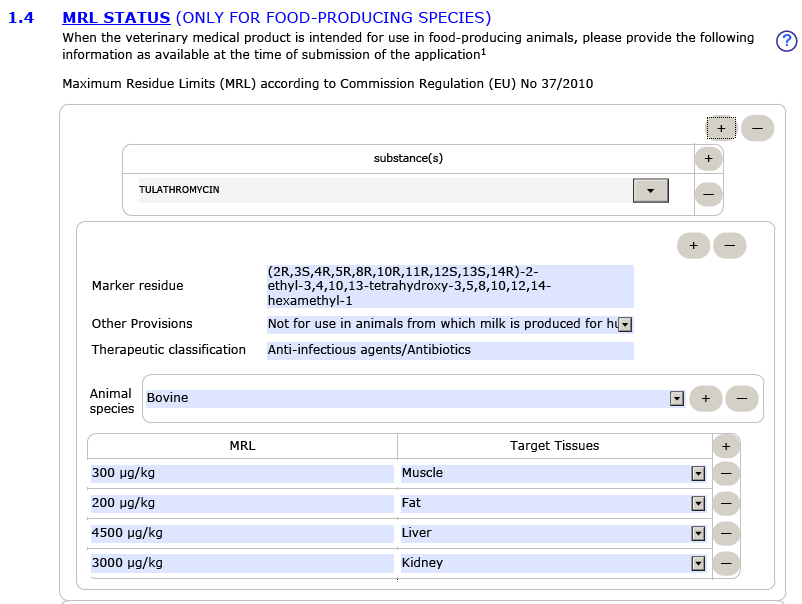 1.4 MRL STATUS (ONLY FOR FOOD-PRODUCING SPECIES)
When the veterinary medical product is intended for use in food-producing animals, please provide the following
information as available at the time of submission of the application¹
?
Maximum Residue Limits (MRL) according to Commission Regulation (EU) No 37/2010
+ —
substance(s) +
TULATHROMYCIN —
+ —
Marker residue
(2R,3S,4R,5R,8R,10R,11R,12S,13S,14R)-2-
ethyl-3,4,10,13-tetrahydroxy-3,5,8,10,12,14-
hexamethyl-1
Other Provisions Not for use in animals from which milk is produced for
Therapeutic classification Anti-infectious agents/Antibiotics
Animal
species
Bovine + —
MRL Target Tissues +
300 µg/kg Muscle —
200 µg/kg Fat —
4500 µg/kg Liver —
3000 µg/kg Kidney —